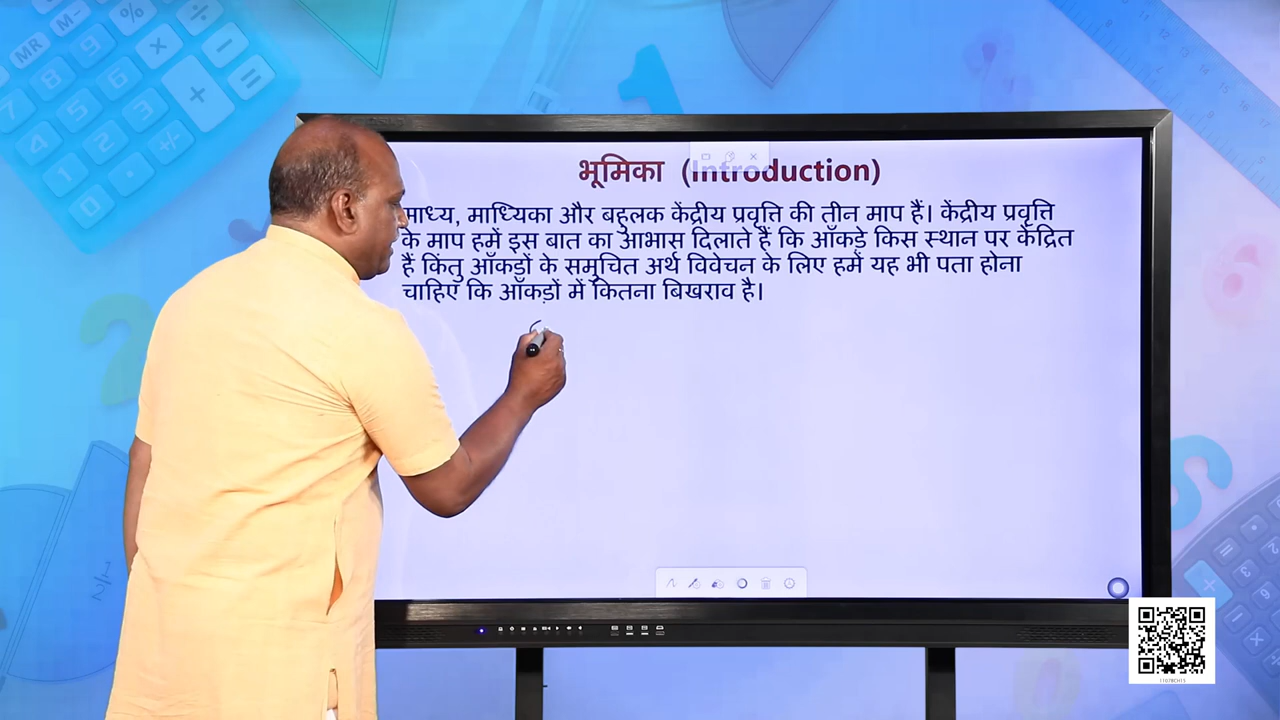 भूमिका (Introduction)
माध्य, माध्यिका और बहुलक केंद्रीय प्रवृत्ति की तीन माप हैं। केंद्रीय प्रवृत्ति
के माप हमें इस बात का आभास दिलाते हैं कि आँकड़े किस स्थान पर केंद्रित
हैं किंतु आँकड़ों के समुचित अर्थ विवेचन के लिए हमें यह भी पता होना
चाहिए कि आँकड़ों में कितना बिखराव है।